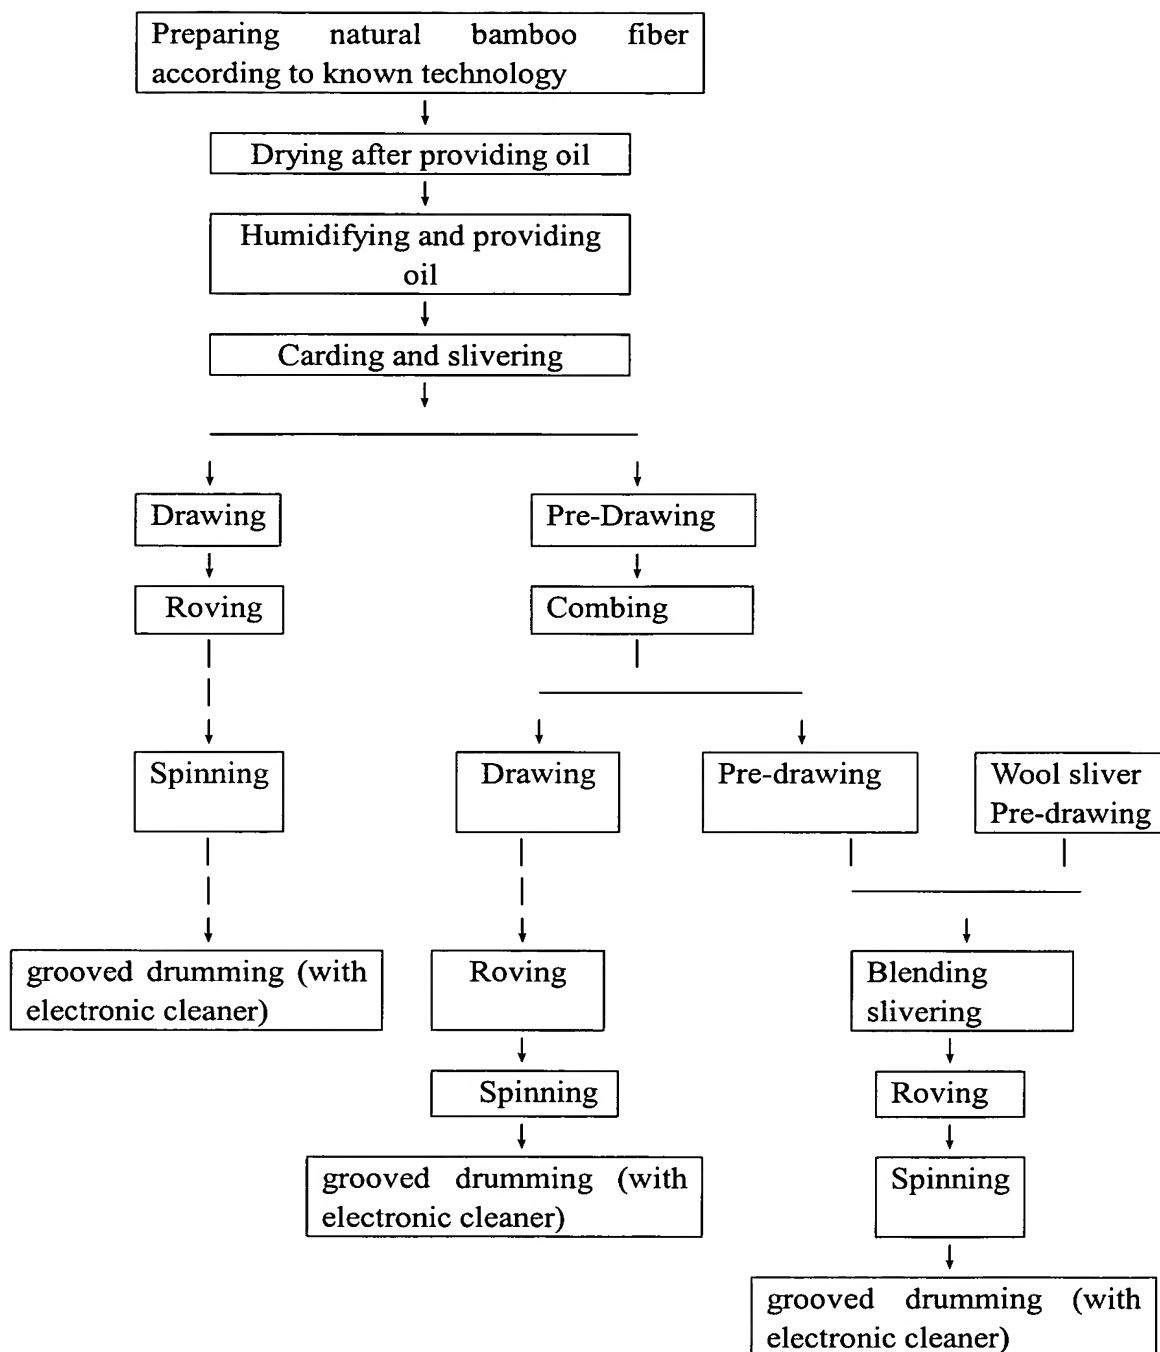 Preparing natural bamboo fiber
according to known technology
Drying after providing oil
Humidifying and providing
oil
Carding and slivering
Drawing
Pre-Drawing
Roving
Combing
Spinning
Drawing
Pre-drawing
Wool sliver
Pre-drawing
grooved drumming (with
electronic cleaner)
Roving
Blending
slivering
Spinning
Roving
grooved drumming (with
electronic cleaner)
Spinning
grooved drumming (with
electronic cleaner)